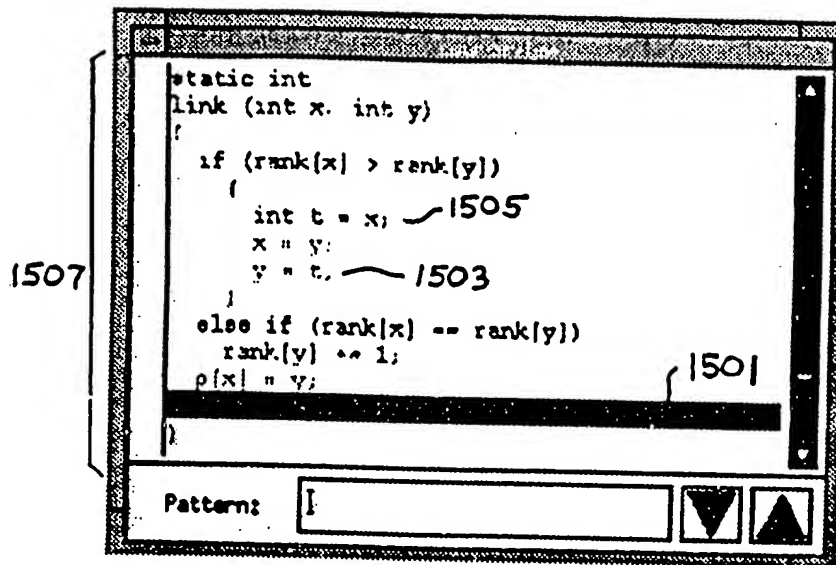 static int
link (int x, int y)
{
if (rank[x] > rank[y])
{
int t = x; 1505
x = y;
1507
y = t, 1503
}
else if (rank[x] == rank[y])
rank[y] += 1;
1501
p[x] = y;
}
Pattern: